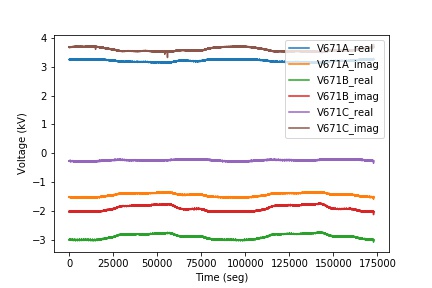 4
3
2
1
0
−1
−2
−3
Voltage (kV)
V671A_real
V671A_imag
V671B_real
V671B_imag
V671C_real
V671C_imag
0 25000 50000 75000 100000 125000 150000 175000
Time (seg)